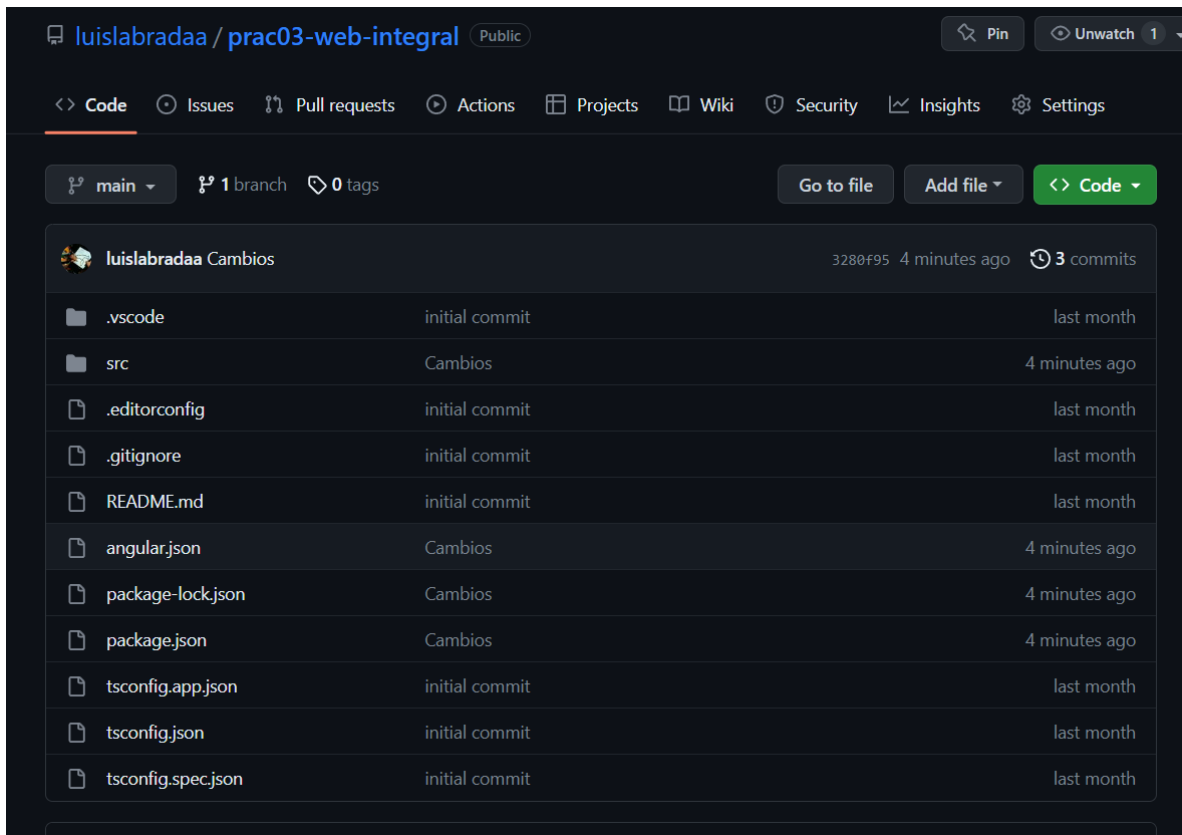 luislabradaa / prac03-web-integral Public Pin Unwatch 1
Code Issues Pull requests Actions Projects Wiki Security Insights Settings
main 1 branch 0 tags Go to file Add file Code
luislabradaa Cambios 3280f95 4 minutes ago 3 commits
.vscode initial commit last month
src Cambios 4 minutes ago
.editorconfig initial commit last month
.gitignore initial commit last month
README.md initial commit last month
angular.json Cambios 4 minutes ago
package-lock.json Cambios 4 minutes ago
package.json Cambios 4 minutes ago
tsconfig.app.json initial commit last month
tsconfig.json initial commit last month
tsconfig.spec.json initial commit last month